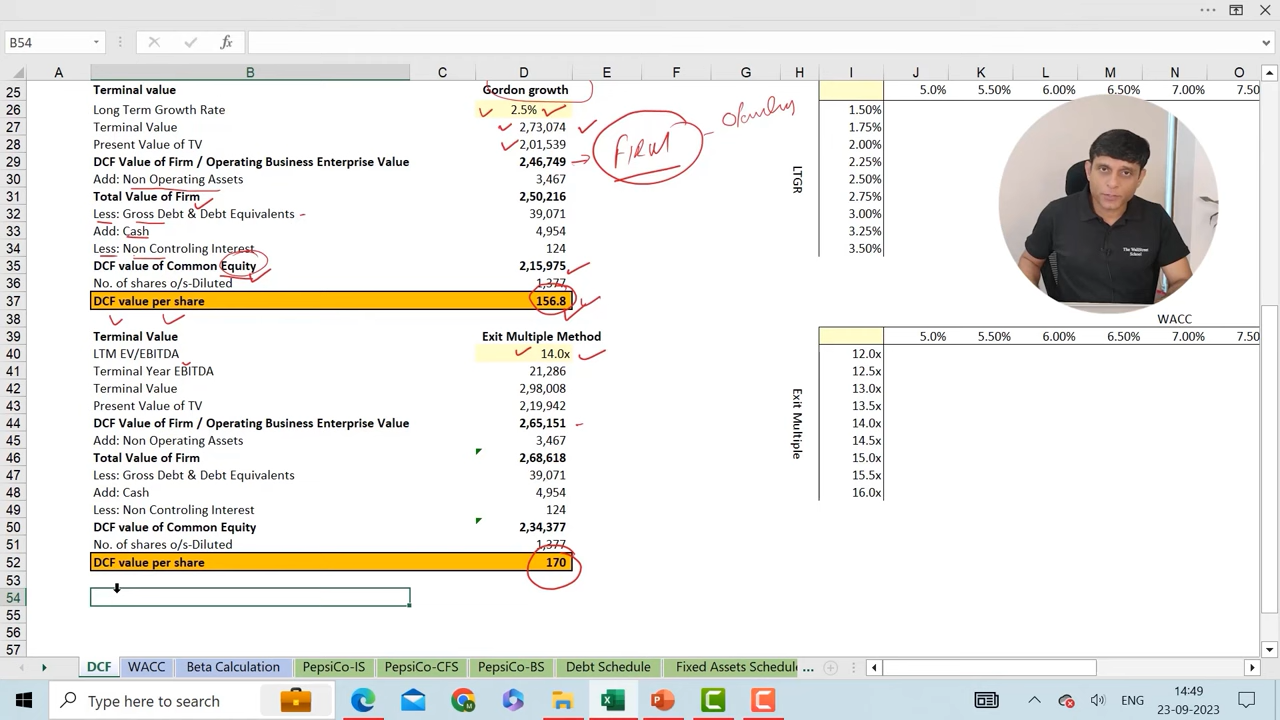 B54 fx
A B C D E F G H I J K L M N O
25 Terminal value Gordon growth 5.0% 5.50% 6.00% 6.50% 7.00% 7.50
26 Long Term Growth Rate 2.5% 1.50%
27 Terminal Value 2,73,074 1.75%
28 Present Value of TV 2,01,539 2.00%
29 DCF Value of Firm / Operating Business Enterprise Value 2,46,749 FIRM LTGR 2.25%
30 Add: Non Operating Assets 3,467 2.50%
31 Total Value of Firm 2,50,216 2.75%
32 Less: Gross Debt & Debt Equivalents 39,071 3.00%
33 Add: Cash 4,954 3.25%
34 Less: Non Controling Interest 124 3.50%
35 DCF value of Common Equity 2,15,975
36 No. of shares o/s-Diluted 1,377
37 DCF value per share 156.8
38 WACC
39 Terminal Value Exit Multiple Method 5.0% 5.50% 6.00% 6.50% 7.00% 7.50
40 LTM EV/EBITDA 14.0x 12.0x
41 Terminal Year EBITDA 21,286 12.5x
42 Terminal Value 2,98,008 13.0x
43 Present Value of TV 2,19,942 13.5x
44 DCF Value of Firm / Operating Business Enterprise Value 2,65,151 Exit Multiple 14.0x
45 Add: Non Operating Assets 3,467 14.5x
46 Total Value of Firm 2,68,618 15.0x
47 Less: Gross Debt & Debt Equivalents 39,071 15.5x
48 Add: Cash 4,954 16.0x
49 Less: Non Controling Interest 124
50 DCF value of Common Equity 2,34,377
51 No. of shares o/s-Diluted 1,377
52 DCF value per share 170
53
54
55
56
57
The WallStreet School
DCF WACC Beta Calculation PepsiCo-IS PepsiCo-CFS PepsiCo-BS Debt Schedule Fixed Assets Schedul ...
Type here to search ENG 14:49
23-09-2023